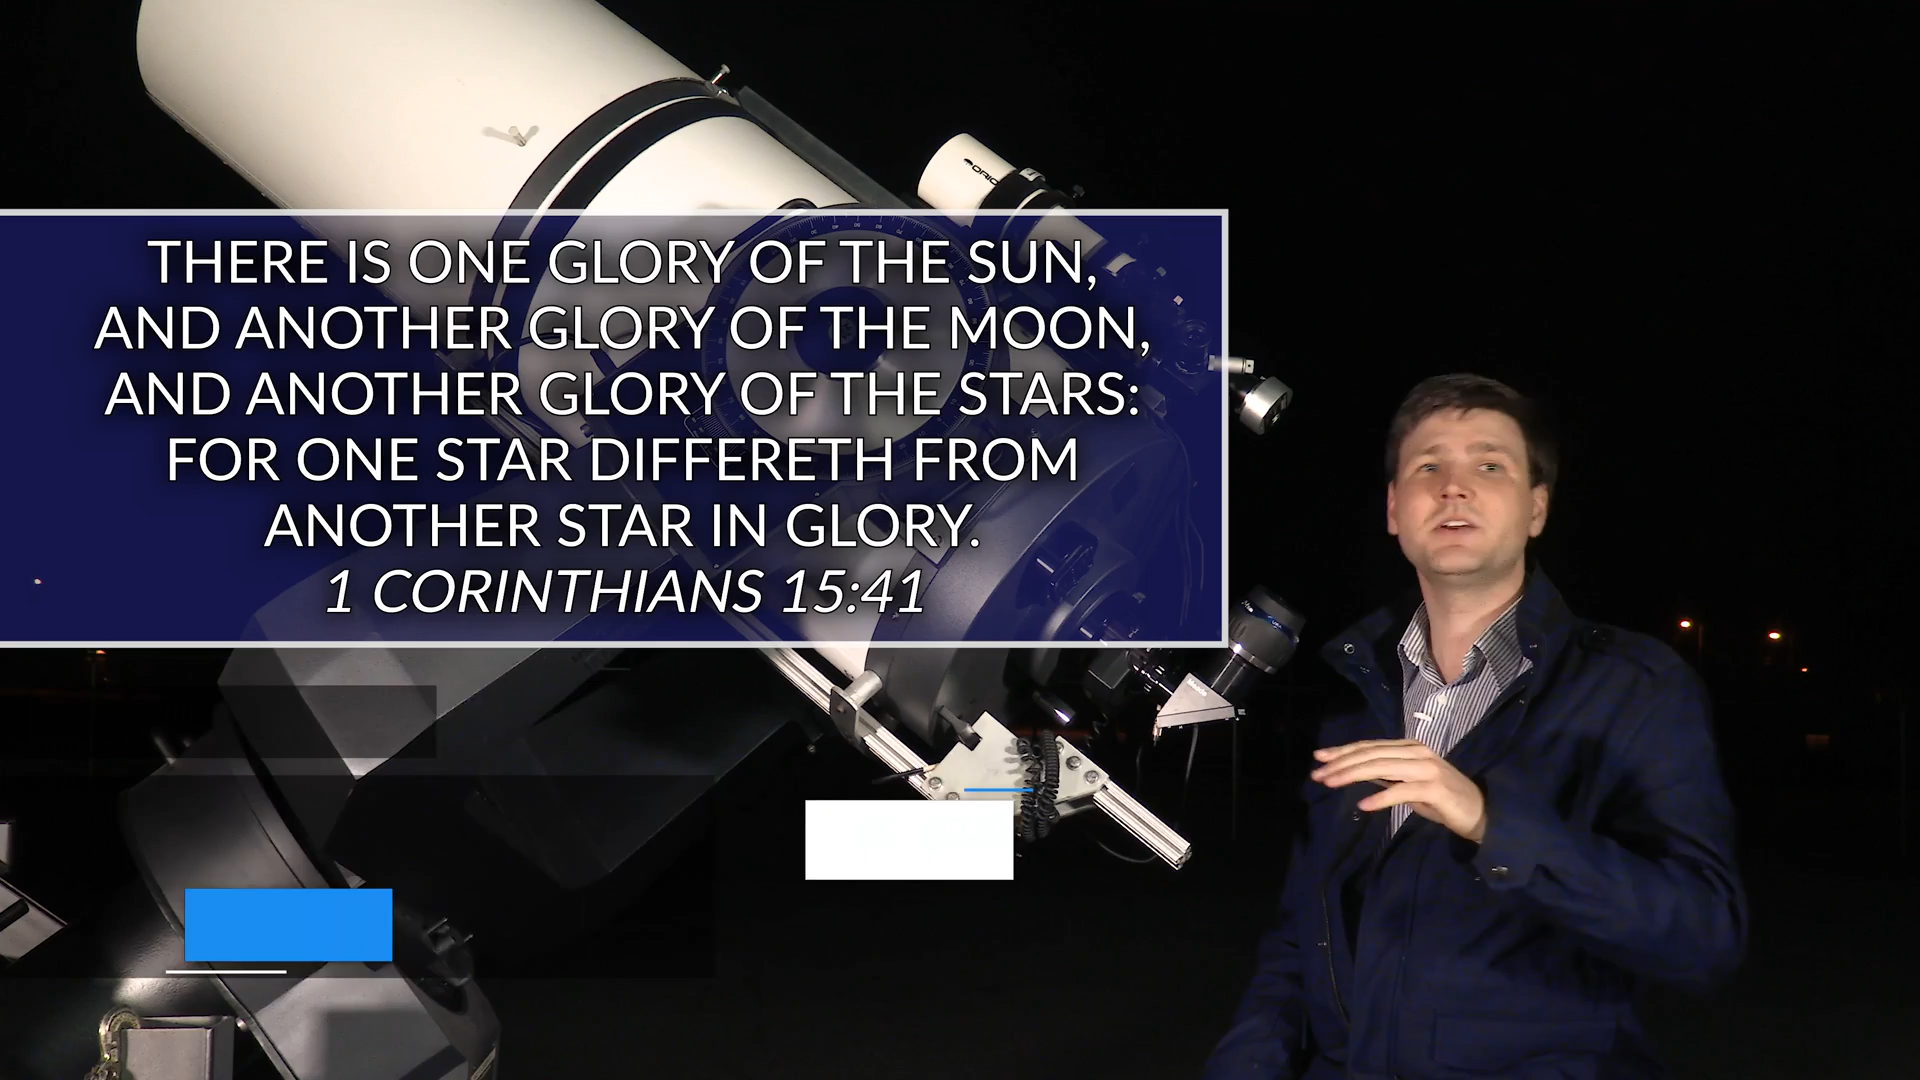 THERE IS ONE GLORY OF THE SUN,
AND ANOTHER GLORY OF THE MOON,
AND ANOTHER GLORY OF THE STARS:
FOR ONE STAR DIFFERETH FROM
ANOTHER STAR IN GLORY.
1 CORINTHIANS 15:41
Meade